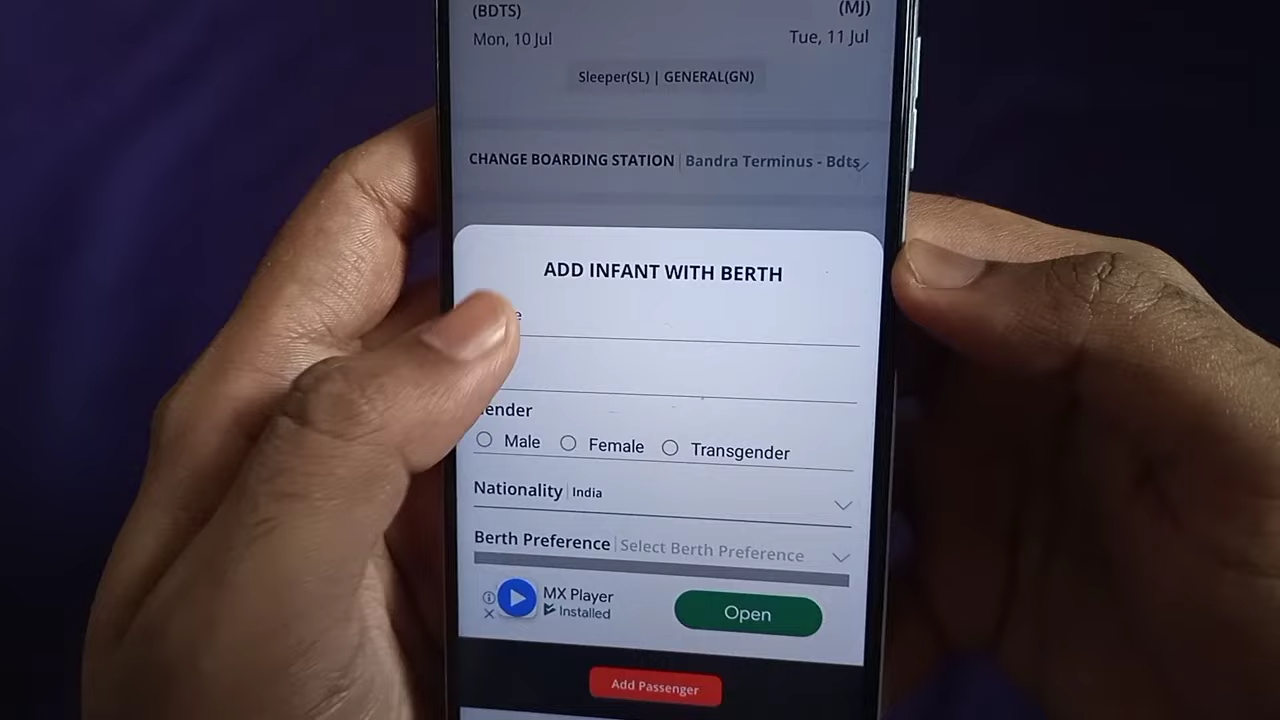 (BDTS) (MJ)
Mon, 10 Jul Tue, 11 Jul
Sleeper(SL) | GENERAL(GN)
CHANGE BOARDING STATION | Bandra Terminus - Bdts
ADD INFANT WITH BERTH
e
ender
Male Female Transgender
Nationality | India
Berth Preference | Select Berth Preference
MX Player
Installed
Open
Add Passenger